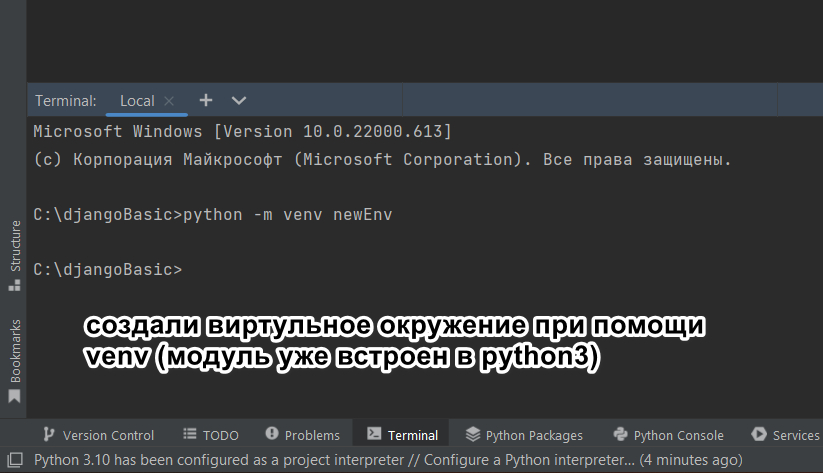 Terminal: Local × + 
Microsoft Windows [Version 10.0.22000.613]
(c) Корпорация Майкрософт (Microsoft Corporation). Все права защищены.
C:\djangoBasic>python -m venv newEnv
C:\djangoBasic>
Structure
Bookmarks
создали виртульное окружение при помощи
venv (модуль уже встроен в python3)
Version Control TODO Problems Terminal Python Packages Python Console Services
Python 3.10 has been configured as a project interpreter // Configure a Python interpreter... (4 minutes ago)